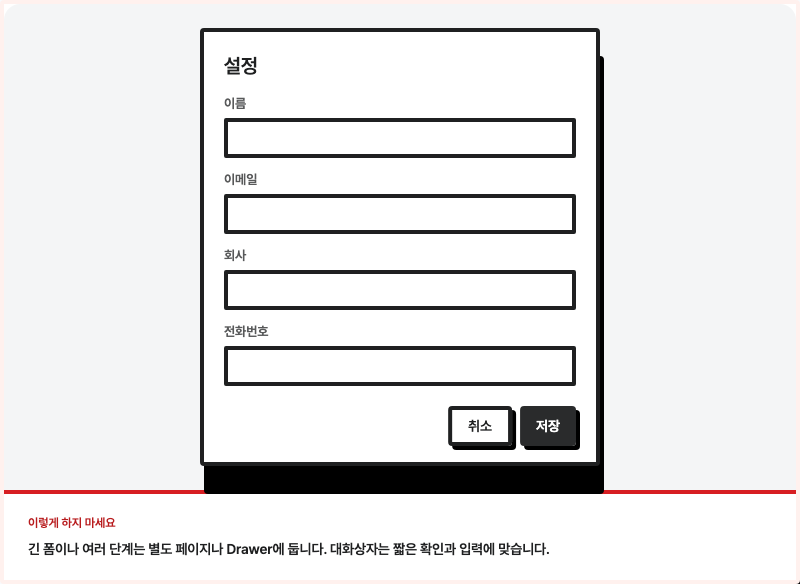 설정
이름
이메일
회사
전화번호
취소
저장
이렇게 하지 마세요
긴 폼이나 여러 단계는 별도 페이지나 Drawer에 둡니다. 대화상자는 짧은 확인과 입력에 맞습니다.